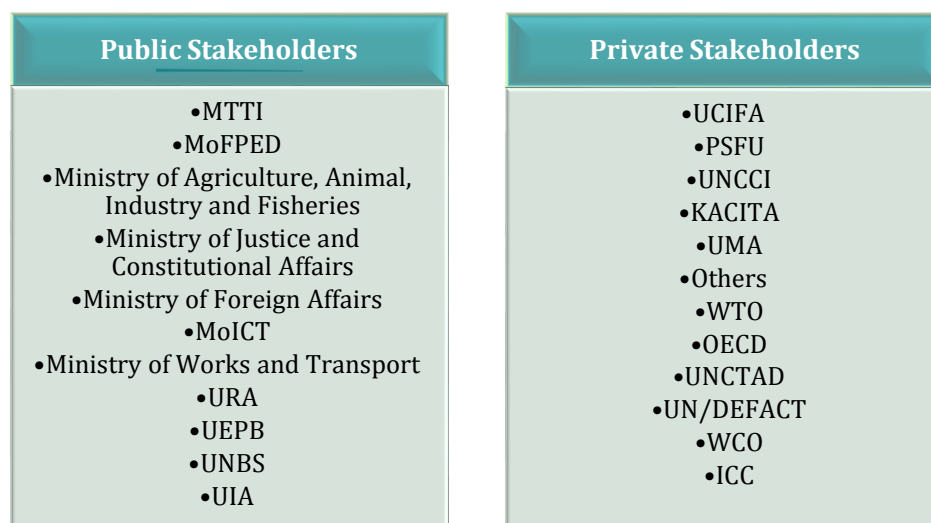 Public Stakeholders
•MTTI
•MoFPED
•Ministry of Agriculture, Animal,
Industry and Fisheries
•Ministry of Justice and
Constitutional Affairs
•Ministry of Foreign Affairs
•MoICT
•Ministry of Works and Transport
•URA
•UEPB
•UNBS
•UIA
Private Stakeholders
•UCIFA
•PSFU
•UNCCI
•KACITA
•UMA
•Others
•WTO
•OECD
•UNCTAD
•UN/DEFACT
•WCO
•ICC